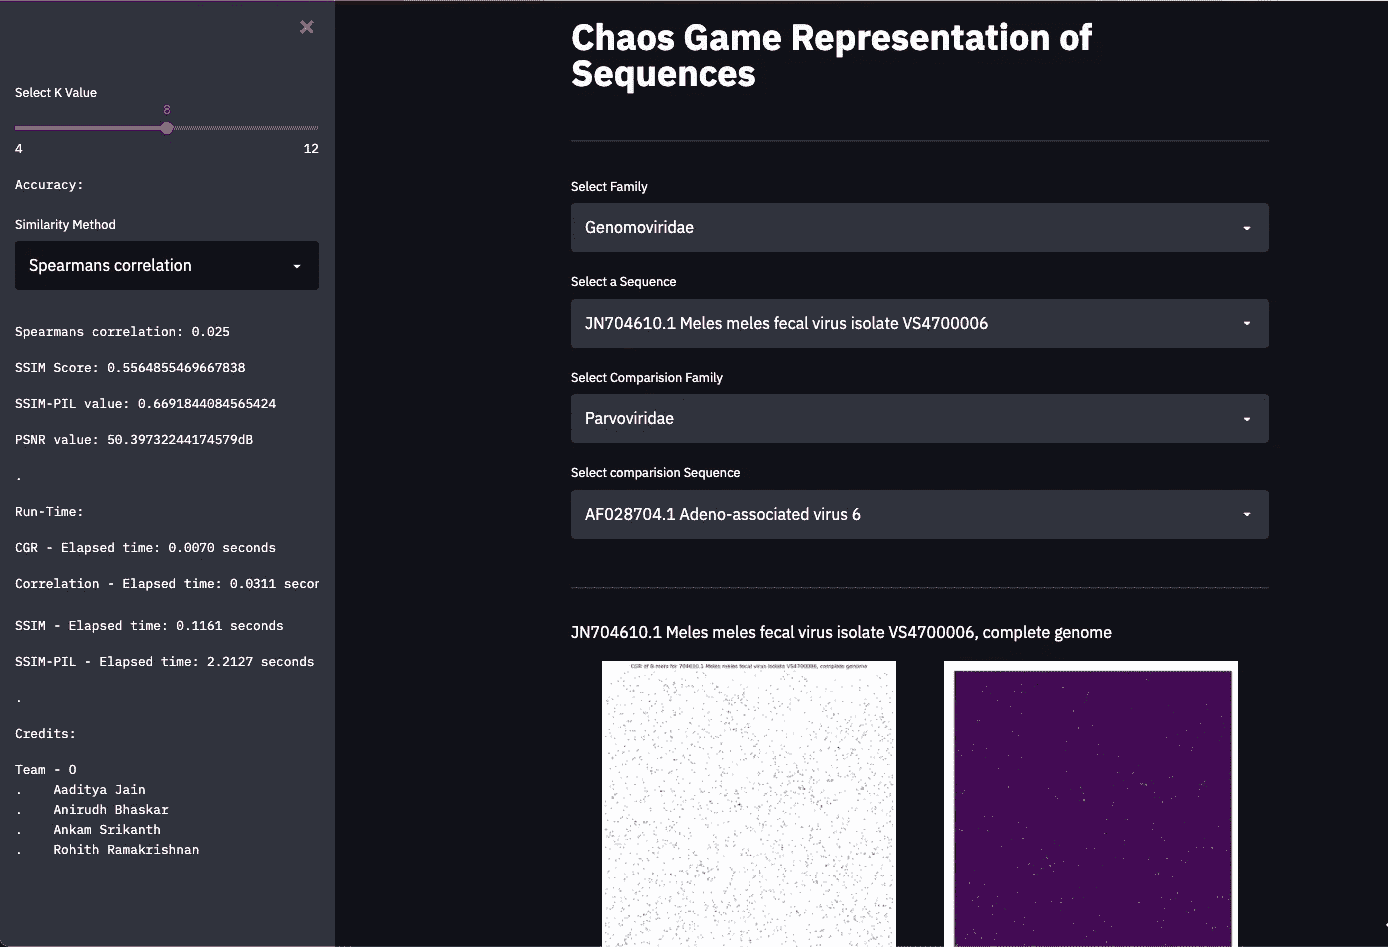 Select K Value
8
4 12
Accuracy:
Similarity Method
Spearmans correlation
Spearmans correlation: 0.025
SSIM Score: 0.5564855469667838
SSIM-PIL value: 0.6691844084565424
PSNR value: 50.39732244174579dB
.
Run-Time:
CGR - Elapsed time: 0.0070 seconds
Correlation - Elapsed time: 0.0311 secor
SSIM - Elapsed time: 0.1161 seconds
SSIM-PIL - Elapsed time: 2.2127 seconds
.
Credits:
Team - O
. Aaditya Jain
. Anirudh Bhaskar
. Ankam Srikanth
. Rohith Ramakrishnan
Chaos Game Representation of
Sequences
Select Family
Genomoviridae
Select a Sequence
JN704610.1 Meles meles fecal virus isolate VS4700006
Select Comparision Family
Parvoviridae
Select comparision Sequence
AF028704.1 Adeno-associated virus 6
JN704610.1 Meles meles fecal virus isolate VS4700006, complete genome
CGR of 8-mers for 704610.1 Meles meles fecal virus isolate VS4700006, complete genome